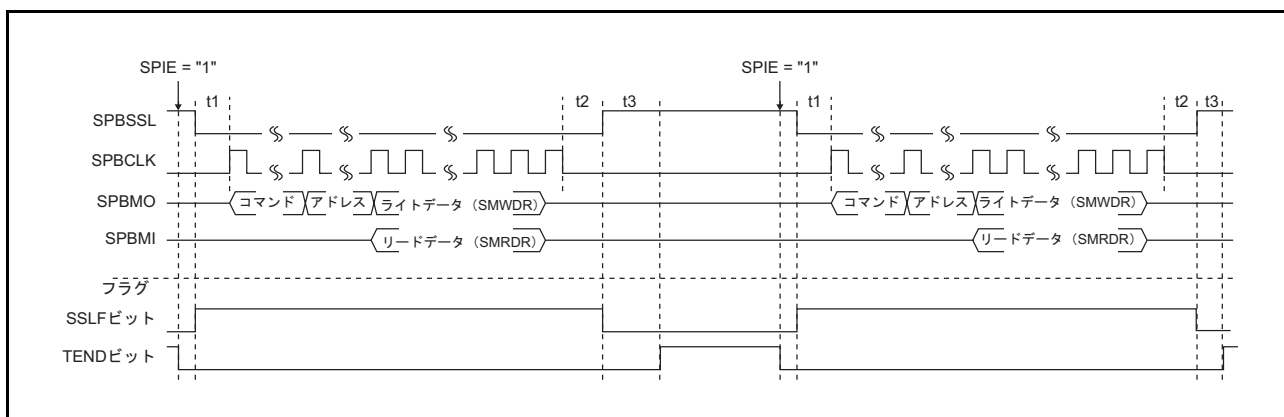 SPIE = "1" SPIE = "1"
t1 t2 t3 t1 t2 t3
SPBSSL
SPBCLK
SPBMO コマンド アドレス ライトデータ (SMWDR) コマンド アドレス ライトデータ (SMWDR)
SPBMI リードデータ (SMRDR) リードデータ (SMRDR)
フラグ
SSLFビット
TENDビット